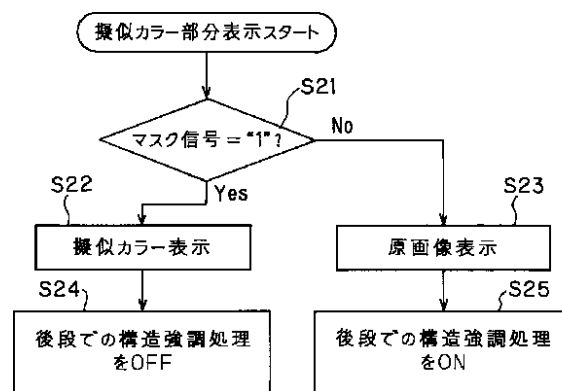 擬似カラー部分表示スタート
S21
マスク信号＝“1”?
No
Yes
S22
S23
擬似カラー表示
原画像表示
S24
S25
後段での構造強調処理
をOFF
後段での構造強調処理
をON